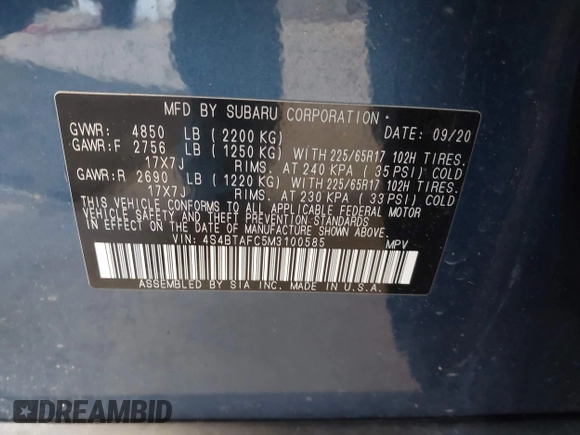 MFD BY SUBARU CORPORATION
GVWR: 4850 LB (2200 KG) DATE: 09/20
GAWR:F 2756 LB (1250 KG) WITH 225/65R17 102H TIRES.
17X7J RIMS. AT 240 KPA (35 PSI) COLD
GAWR:R 2690 LB (1220 KG) WITH 225/65R17 102H TIRES.
17X7J RIMS. AT 230 KPA (33 PSI) COLD
THIS VEHICLE CONFORMS TO ALL APPLICABLE FEDERAL MOTOR
VEHICLE SAFETY AND THEFT PREVENTION STANDARDS
IN EFFECT ON THE DATE OF MANUFACTURE SHOWN ABOVE.
VIN: 4S4BTAFC5M3100585 MPV
ASSEMBLED BY SIA INC. MADE IN U.S.A.
DREAMBID